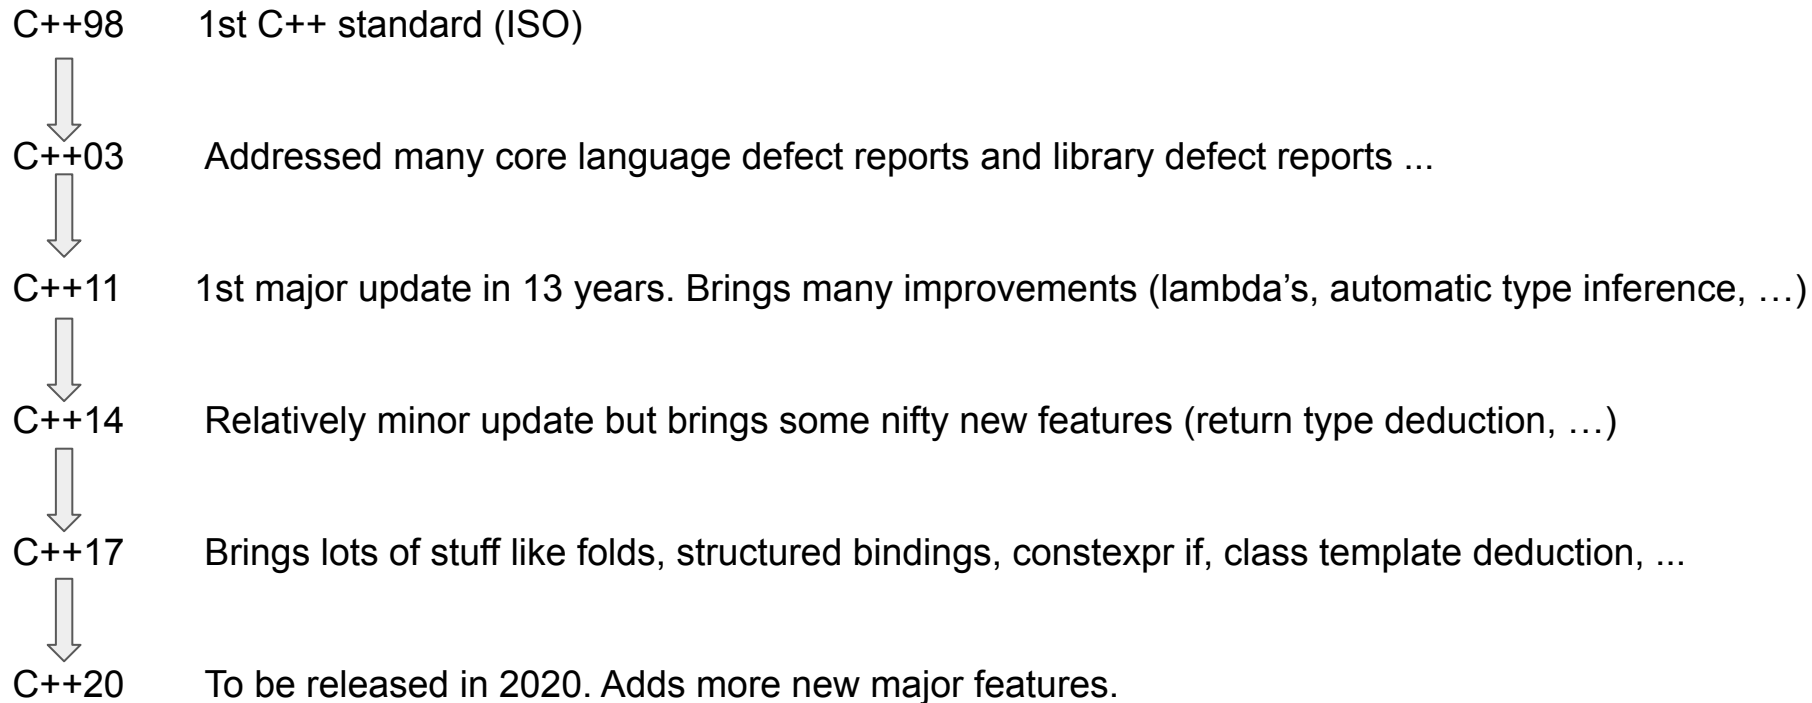 C++98 1st C++ standard (ISO)
C++03 Addressed many core language defect reports and library defect reports ...
C++11 1st major update in 13 years. Brings many improvements (lambda’s, automatic type inference, …)
C++14 Relatively minor update but brings some nifty new features (return type deduction, …)
C++17 Brings lots of stuff like folds, structured bindings, constexpr if, class template deduction, ...
C++20 To be released in 2020. Adds more new major features.